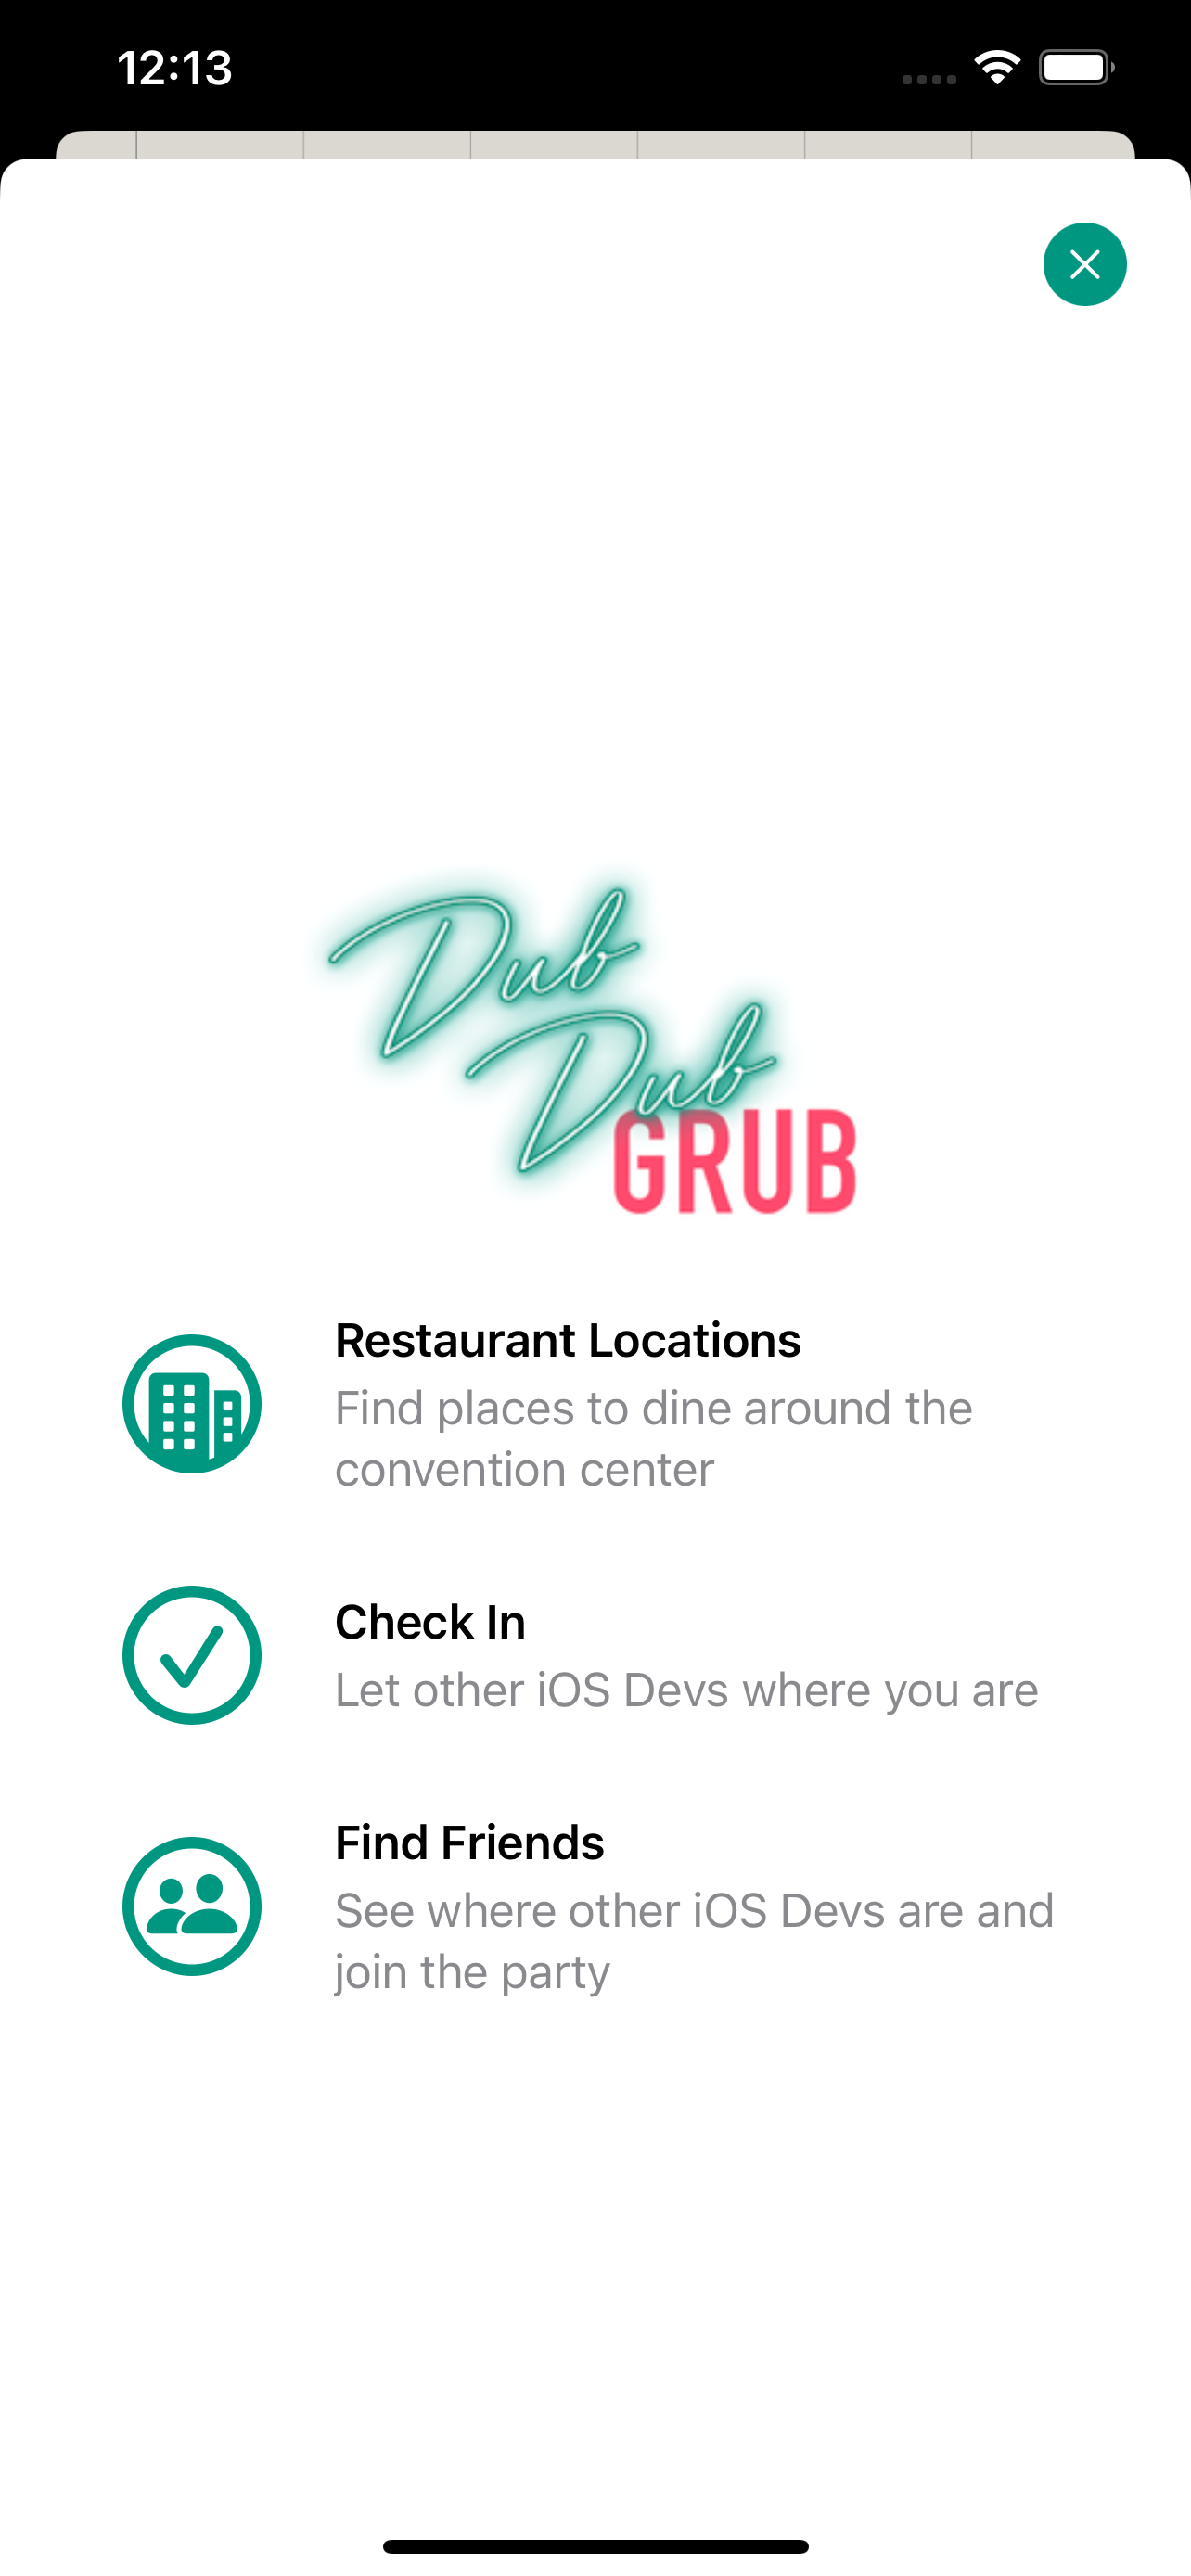 12:13
Dub
Dub
GRUB
Restaurant Locations
Find places to dine around the
convention center
Check In
Let other iOS Devs where you are
Find Friends
See where other iOS Devs are and
join the party